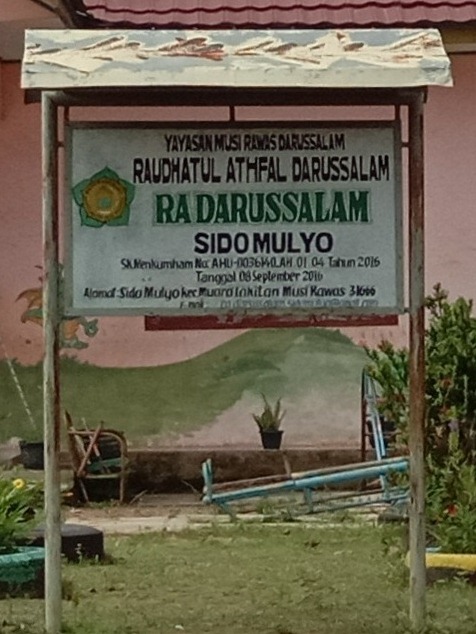 YAYASAN MUSI RAWAS DARUSSALAM
RAUDHATUL ATHFAL DARUSSALAM
RA DARUSSALAM
SIDO MULYO
SK.Menkumham No: AHU-0036140.AH.01.04 Tahun 2016
Tanggal 08 September 2016
Alamat: Sido Mulyo kec. Muara Lakitan Musi Rawas 31666